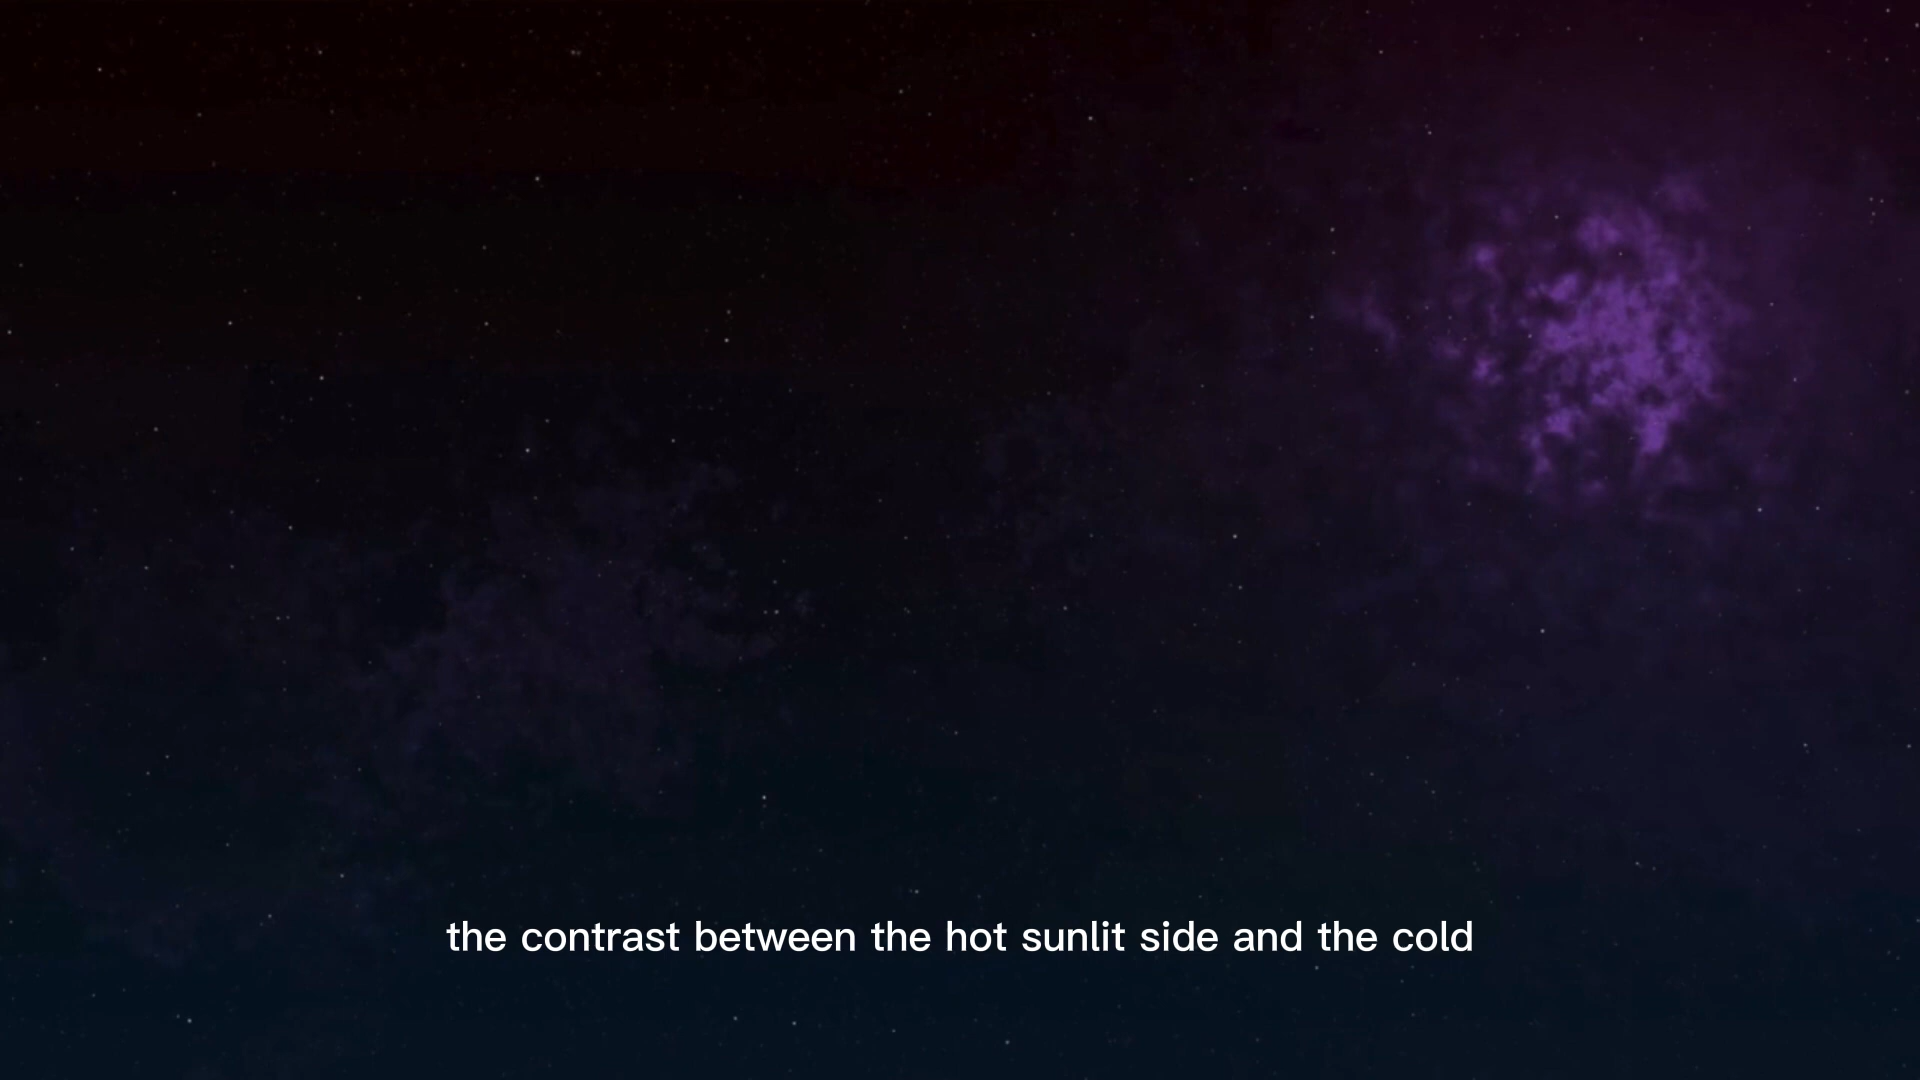 the contrast between the hot sunlit side and the cold